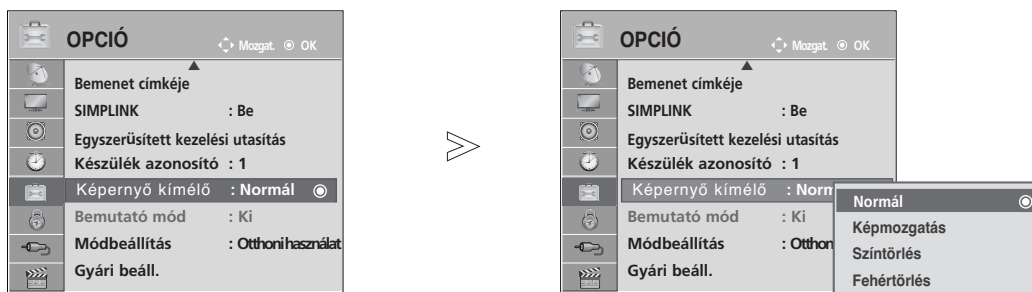 OPCIÓ Mozgat. OK
Bemenet címkéje
SIMPLINK : Be
Egyszerüsített kezelési utasítás
Készülék azonosító : 1
Képernyő kímélő : Normál
Bemutató mód : Ki
Módbeállítás : Otthoni használat
Gyári beáll.
OPCIÓ Mozgat. OK
Bemenet címkéje
SIMPLINK : Be
Egyszerüsített kezelési utasítás
Készülék azonosító : 1
Képernyő kímélő : Norm
Bemutató mód : Ki
Módbeállítás : Otthon
Gyári beáll.
Normál
Képmozgatás
Színtörlés
Fehértörlés